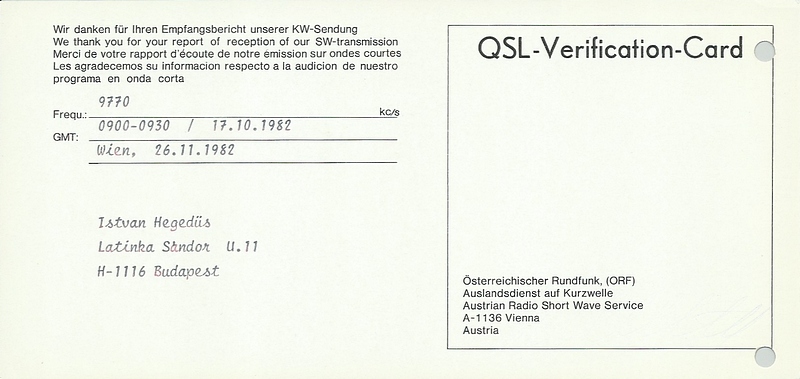 Wir danken für Ihren Empfangsbericht unserer KW-Sendung
We thank you for your report of reception of our SW-transmission
Merci de votre rapport d'écoute de notre émission sur ondes courtes
Les agradecemos su informacion respecto a la audicion de nuestro
programa en onda corta
Frequ.: 9770 kc/s
GMT: 0900-0930 / 17.10.1982
Wien, 26.11.1982
Istvan Hegedüs
Latinka Sándor U.11
H-1116 Budapest
QSL-Verification-Card
Österreichischer Rundfunk, (ORF)
Auslandsdienst auf Kurzwelle
Austrian Radio Short Wave Service
A-1136 Vienna
Austria